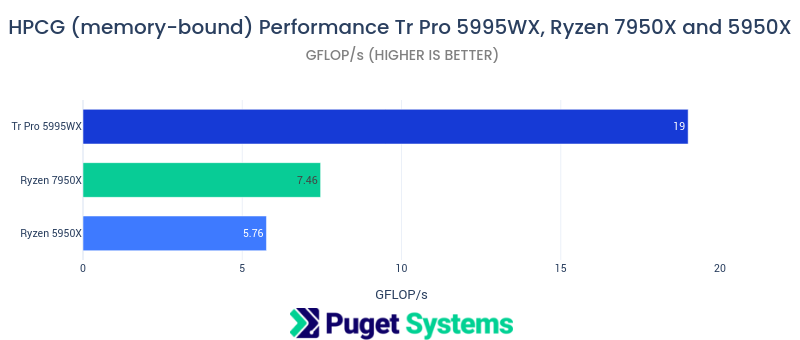 HPCG (memory-bound) Performance Tr Pro 5995WX, Ryzen 7950X and 5950X
GFLOP/s (HIGHER IS BETTER)
Tr Pro 5995WX
19
Ryzen 7950X
7.46
Ryzen 5950X
5.76
0 5 10 15 20
GFLOP/s
Puget Systems